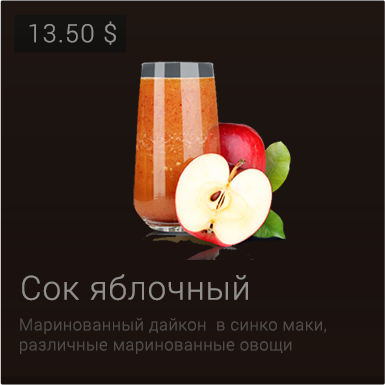 13.50 $
Сок яблочный
Маринованный дайкон в синко маки,
различные маринованные овощи